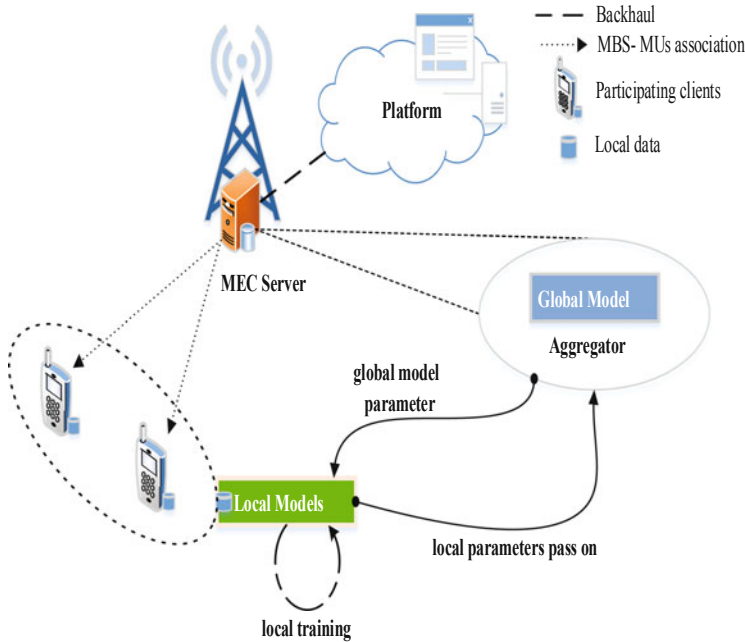 Backhaul
MBS- MUs association
Participating clients
Local data
Platform
MEC Server
Global Model
Aggregator
global model
parameter
Local Models
local parameters pass on
local training